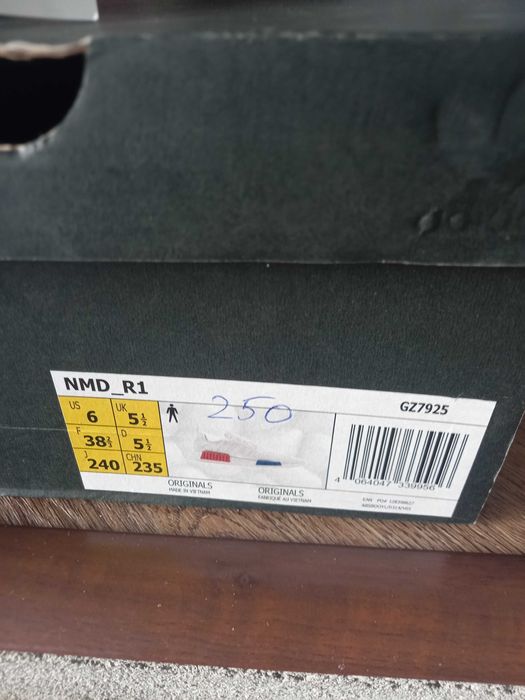 NMD_R1
250
GZ7925
US 6 UK 5½
F 38⅔ D 5½
J 240 CHN 235
ORIGINALS
MADE IN VIETNAM
ORIGINALS
FABRIQUÉ AU VIETNAM
4 064047 339956